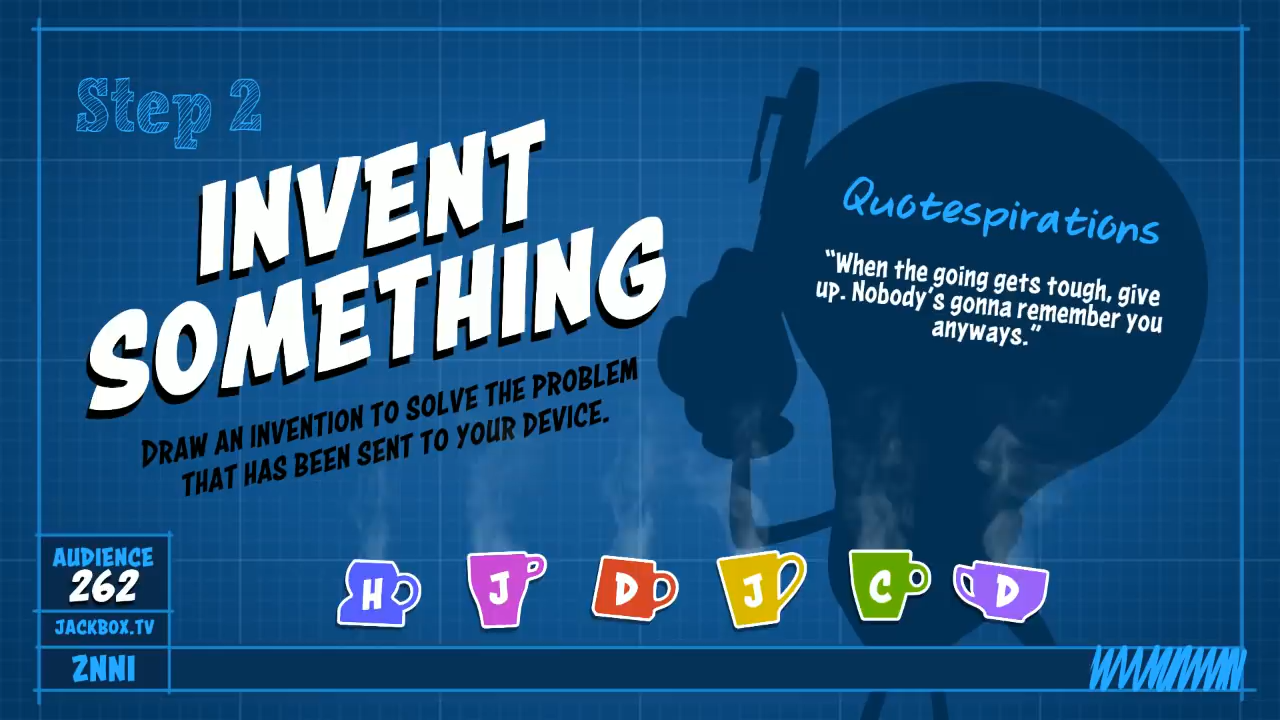 Step 2
INVENT
SOMETHING
DRAW AN INVENTION TO SOLVE THE PROBLEM
THAT HAS BEEN SENT TO YOUR DEVICE.
Quotespirations
"When the going gets tough, give
up. Nobody's gonna remember you
anyways."
H J D J C D
AUDIENCE
262
JACKBOX.TV
ZNNI